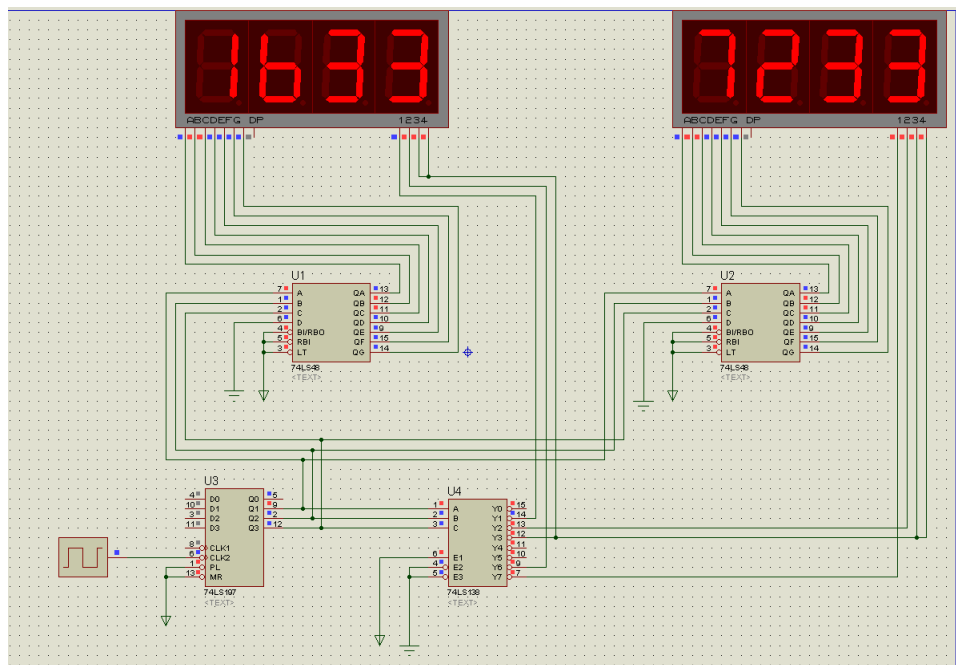 1633
7233
ABCDEFG DP
1234
ABCDEFG DP
1234
U1
7 A QA 13
1 B QB 12
2 C QC 11
6 D QD 10
4 BI/RBO QE 9
5 RBI QF 15
3 LT QG 14
74LS48
<TEXT>
U2
7 A QA 13
1 B QB 12
2 C QC 11
6 D QD 10
4 BI/RBO QE 9
5 RBI QF 15
3 LT QG 14
74LS48
<TEXT>
U3
4 D0 Q0 5
10 D1 Q1 9
3 D2 Q2 2
11 D3 Q3 12
8 CLK1
6 CLK2
1 PL
13 MR
74LS197
<TEXT>
U4
1 A Y0 15
2 B Y1 14
3 C Y2 13
Y3 12
Y4 11
6 E1 Y5 10
4 E2 Y6 9
5 E3 Y7 7
74LS138
<TEXT>